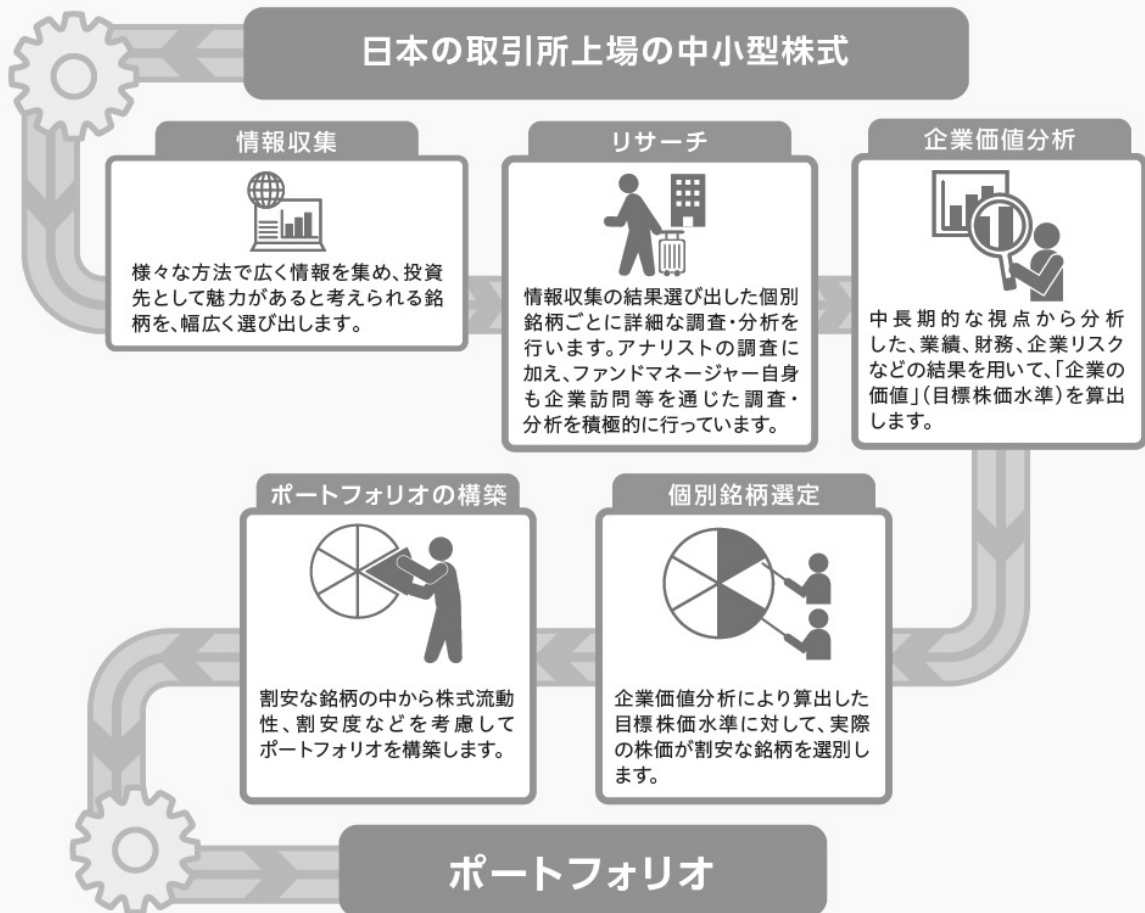 日本の取引所上場の中小型株式
情報収集
様々な方法で広く情報を集め、投資
先として魅力があると考えられる銘
柄を、幅広く選び出します。
リサーチ
情報収集の結果選び出した個別
銘柄ごとに詳細な調査・分析を
行います。アナリストの調査に
加え、ファンドマネージャー自身
も企業訪問等を通じた調査・
分析を積極的に行っています。
企業価値分析
中長期的な視点から分析
した、業績、財務、企業リスク
などの結果を用いて、「企業の
価値」(目標株価水準)を算出
します。
個別銘柄選定
企業価値分析により算出した
目標株価水準に対して、実際
の株価が割安な銘柄を選別し
ます。
ポートフォリオの構築
割安な銘柄の中から株式流動
性、割安度などを考慮して
ポートフォリオを構築します。
ポートフォリオ